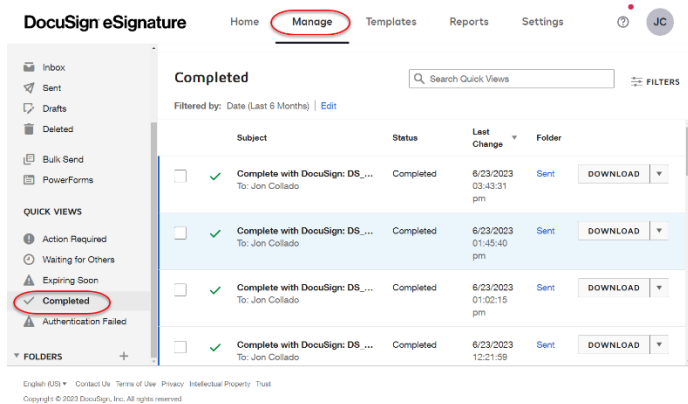 DocuSign eSignature Home Manage Templates Reports Settings ? JC
Inbox
Sent
Drafts
Deleted
Bulk Send
PowerForms
QUICK VIEWS
Action Required
Waiting for Others
Expiring Soon
Completed
Authentication Failed
FOLDERS +
Completed
Search Quick Views
FILTERS
Filtered by: Date (Last 6 Months) | Edit
Subject Status Last Change Folder
Complete with DocuSign: DS_... Completed 6/23/2023 Sent DOWNLOAD
To: Jon Collado 03:43:31
pm
Complete with DocuSign: DS_... Completed 6/23/2023 Sent DOWNLOAD
To: Jon Collado 01:45:40
pm
Complete with DocuSign: DS_... Completed 6/23/2023 Sent DOWNLOAD
To: Jon Collado 01:02:15
pm
Complete with DocuSign: DS_... Completed 6/23/2023 Sent DOWNLOAD
To: Jon Collado 12:21:59
English (US) Contact Us Terms of Use Privacy Intellectual Property Trust
Copyright © 2023 DocuSign, Inc. All rights reserved